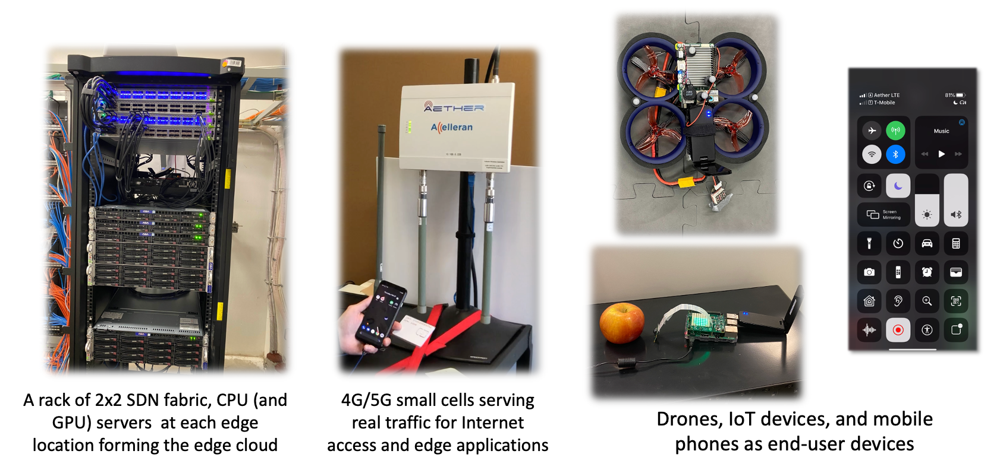 AETHER
Accelleran
Aether LTE
81%
T-Mobile
Music
Screen
Mirroring
A rack of 2x2 SDN fabric, CPU (and
GPU) servers at each edge
location forming the edge cloud
4G/5G small cells serving
real traffic for Internet
access and edge applications
Drones, IoT devices, and mobile
phones as end-user devices